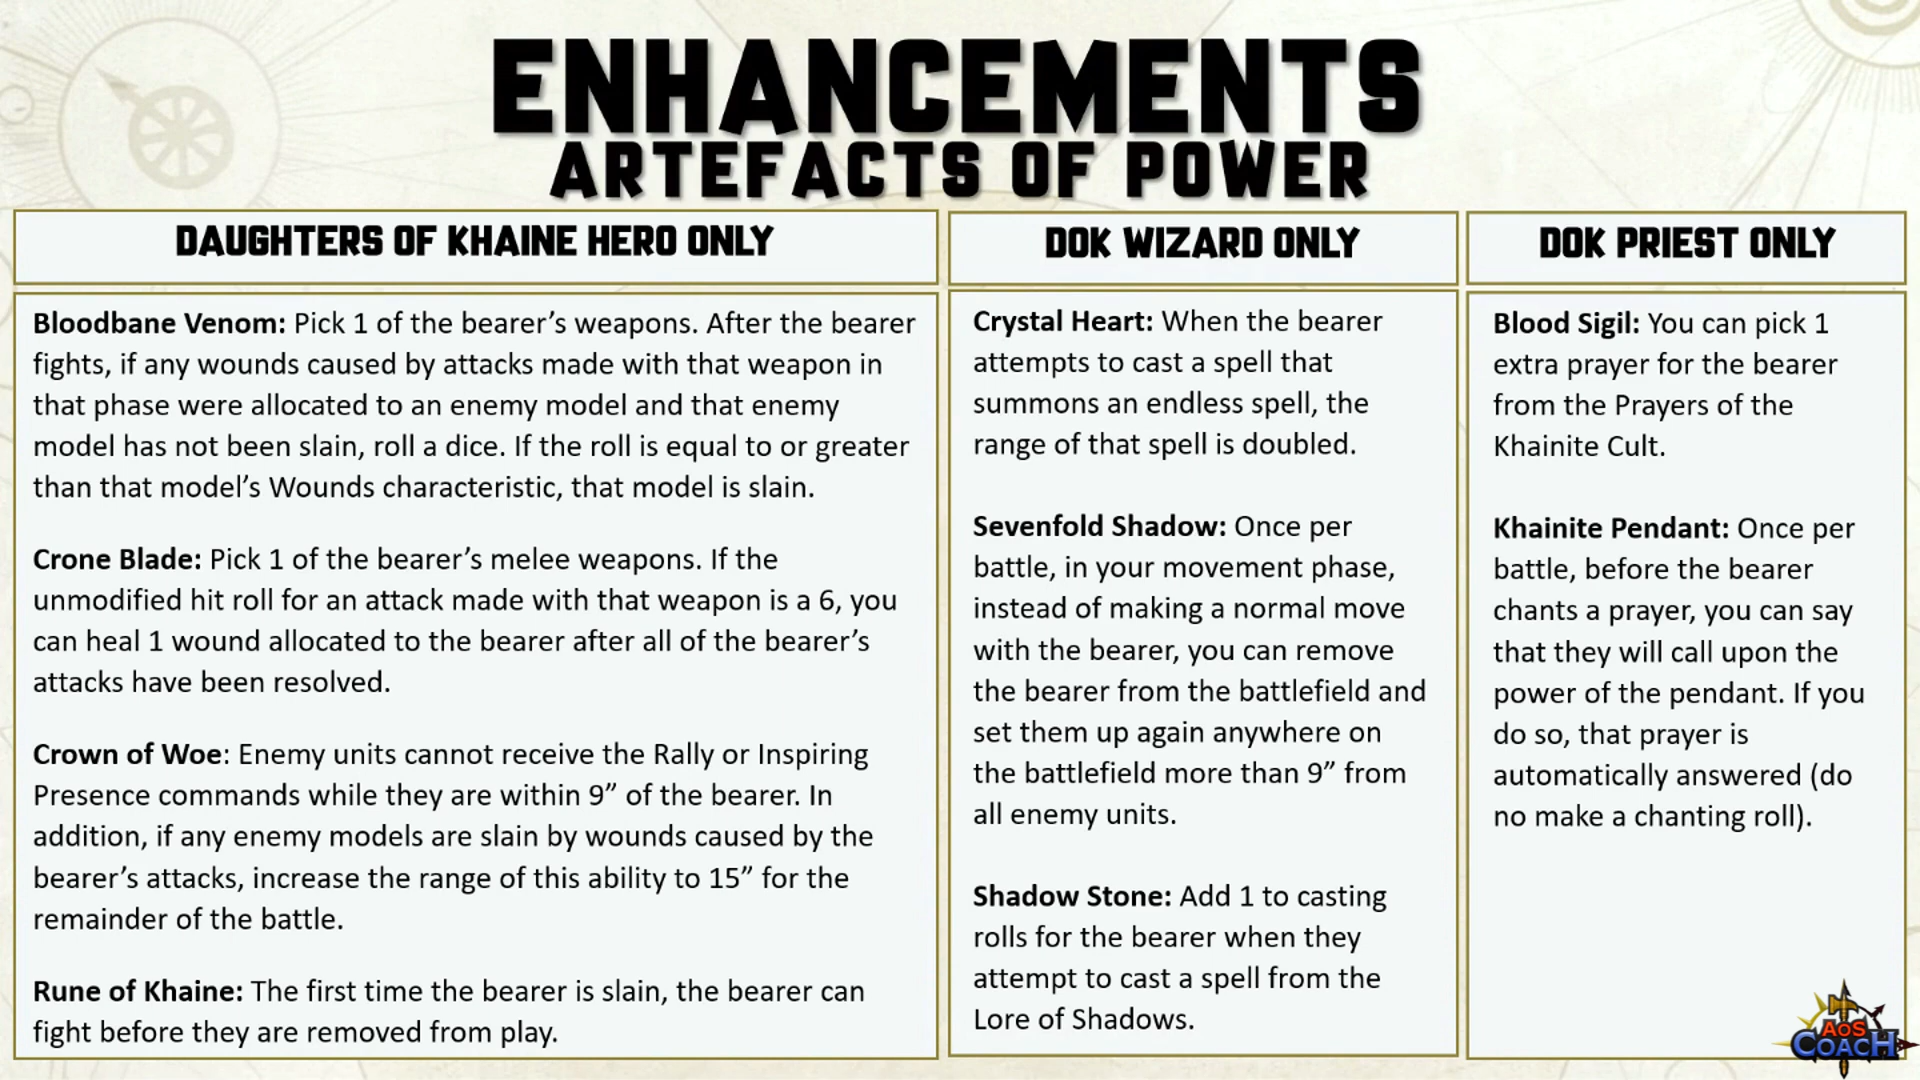 ENHANCEMENTS
ARTEFACTS OF POWER
DAUGHTERS OF KHAINE HERO ONLY
Bloodbane Venom: Pick 1 of the bearer’s weapons. After the bearer
fights, if any wounds caused by attacks made with that weapon in
that phase were allocated to an enemy model and that enemy
model has not been slain, roll a dice. If the roll is equal to or greater
than that model’s Wounds characteristic, that model is slain.
Crone Blade: Pick 1 of the bearer’s melee weapons. If the
unmodified hit roll for an attack made with that weapon is a 6, you
can heal 1 wound allocated to the bearer after all of the bearer’s
attacks have been resolved.
Crown of Woe: Enemy units cannot receive the Rally or Inspiring
Presence commands while they are within 9” of the bearer. In
addition, if any enemy models are slain by wounds caused by the
bearer’s attacks, increase the range of this ability to 15” for the
remainder of the battle.
Rune of Khaine: The first time the bearer is slain, the bearer can
fight before they are removed from play.
DOK WIZARD ONLY
Crystal Heart: When the bearer
attempts to cast a spell that
summons an endless spell, the
range of that spell is doubled.
Sevenfold Shadow: Once per
battle, in your movement phase,
instead of making a normal move
with the bearer, you can remove
the bearer from the battlefield and
set them up again anywhere on
the battlefield more than 9” from
all enemy units.
Shadow Stone: Add 1 to casting
rolls for the bearer when they
attempt to cast a spell from the
Lore of Shadows.
DOK PRIEST ONLY
Blood Sigil: You can pick 1
extra prayer for the bearer
from the Prayers of the
Khainite Cult.
Khainite Pendant: Once per
battle, before the bearer
chants a prayer, you can say
that they will call upon the
power of the pendant. If you
do so, that prayer is
automatically answered (do
no make a chanting roll).
AoS
COACH